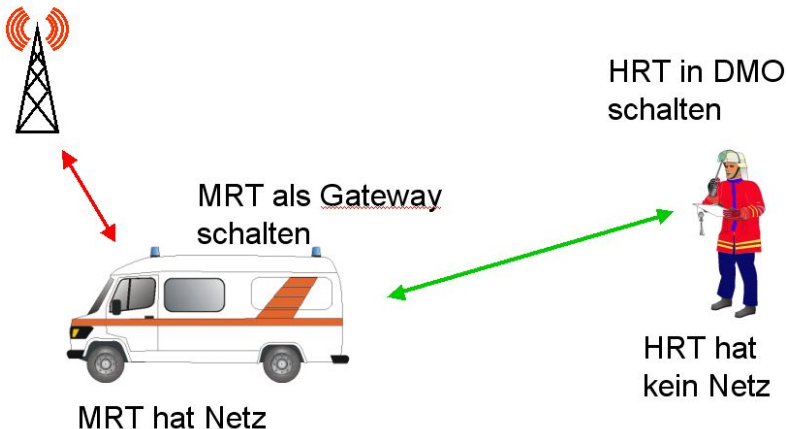 HRT in DMO
schalten
MRT als Gateway
schalten
HRT hat
kein Netz
MRT hat Netz